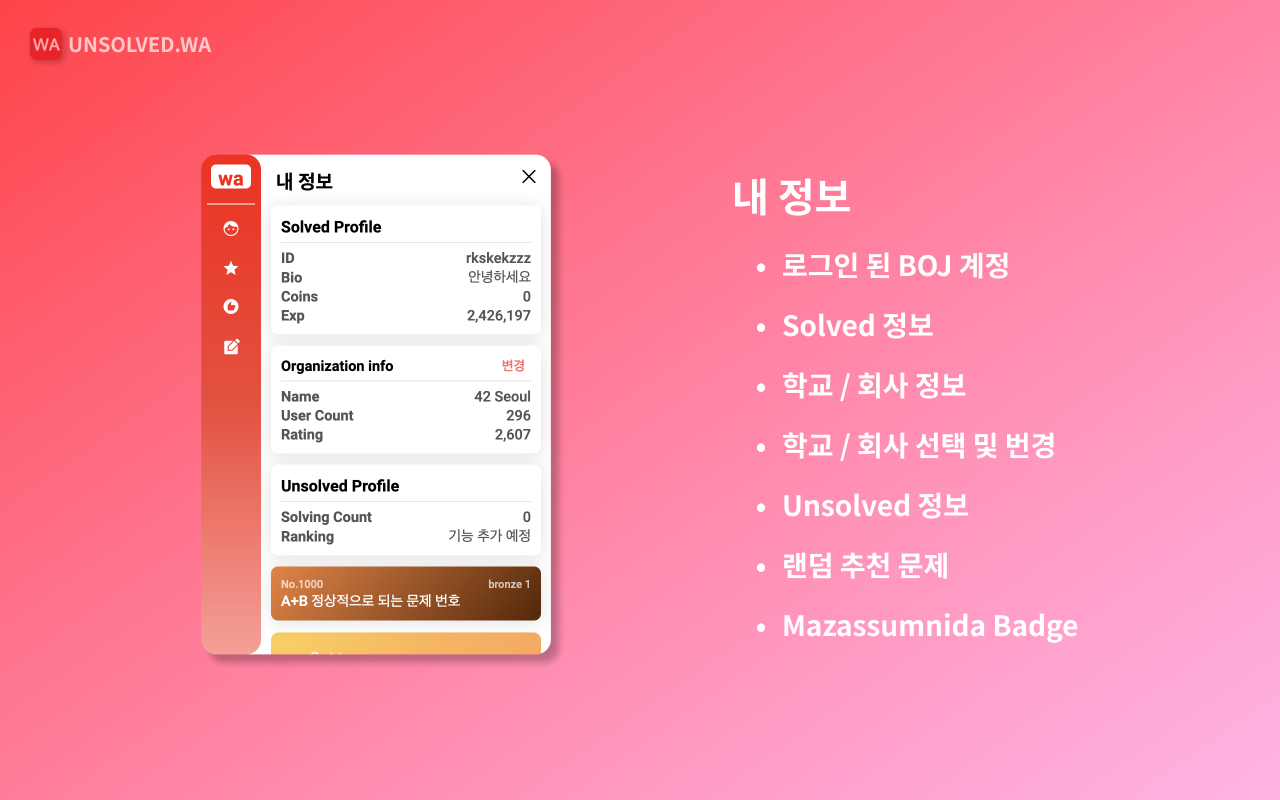 WA UNSOLVED.WA
wa
내 정보
Solved Profile
ID rkskekzzz
Bio 안녕하세요
Coins 0
Exp 2,426,197
Organization info 변경
Name 42 Seoul
User Count 296
Rating 2,607
Unsolved Profile
Solving Count 0
Ranking 기능 추가 예정
No.1000 bronze 1
A+B 정상적으로 되는 문제 번호
내 정보
• 로그인 된 BOJ 계정
• Solved 정보
• 학교 / 회사 정보
• 학교 / 회사 선택 및 번경
• Unsolved 정보
• 랜덤 추천 문제
• Mazassumnida Badge